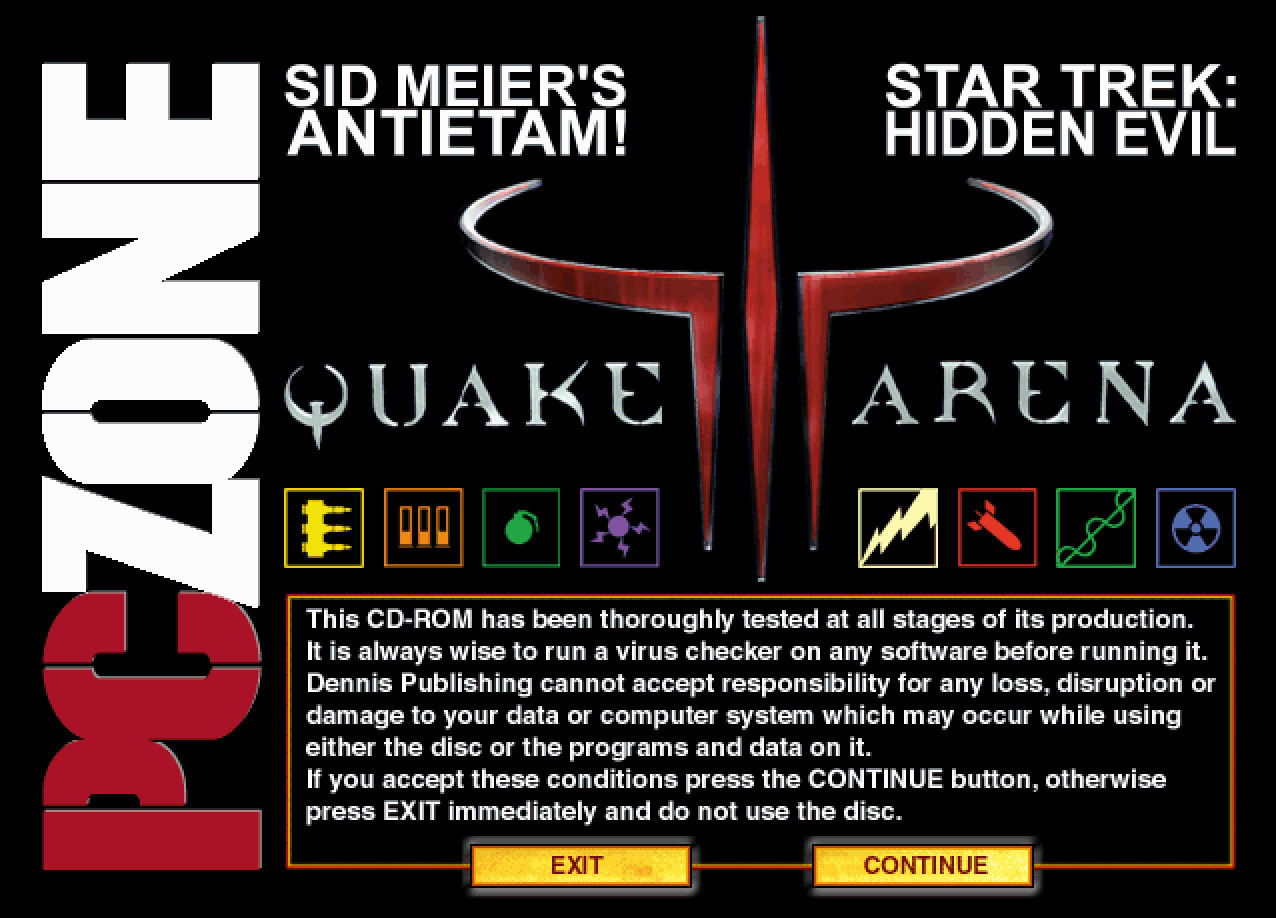 PC ZONE
SID MEIER'S
ANTIETAM!
STAR TREK:
HIDDEN EVIL
QUAKE III ARENA
This CD-ROM has been thoroughly tested at all stages of its production.
It is always wise to run a virus checker on any software before running it.
Dennis Publishing cannot accept responsibility for any loss, disruption or
damage to your data or computer system which may occur while using
either the disc or the programs and data on it.
If you accept these conditions press the CONTINUE button, otherwise
press EXIT immediately and do not use the disc.
EXIT
CONTINUE